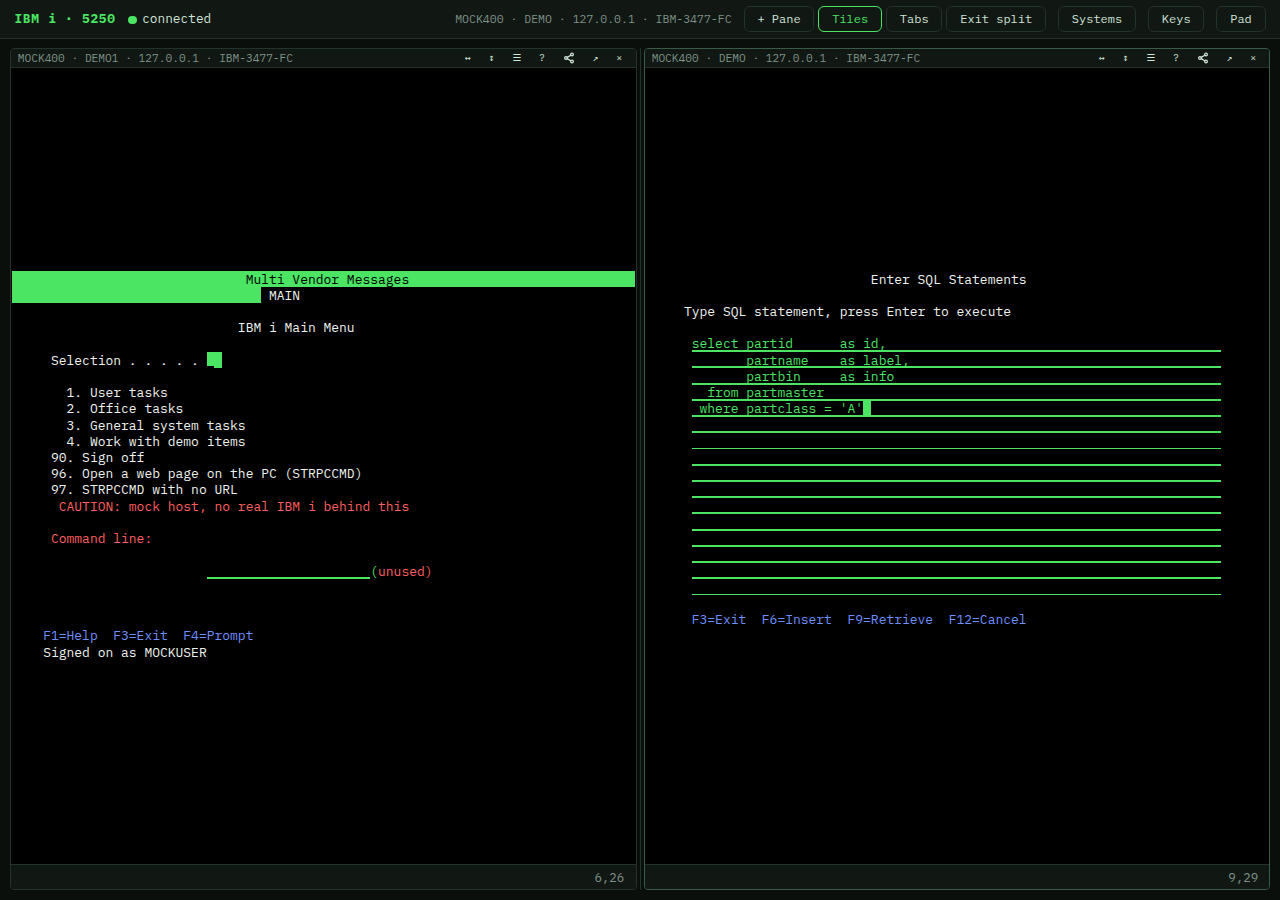 IBM i · 5250 connected MOCK400 · DEMO · 127.0.0.1 · IBM-3477-FC + Pane Tiles Tabs Exit split Systems Keys Pad
MOCK400 · DEMO1 · 127.0.0.1 · IBM-3477-FC ↔ ↕ ☰ ? ↗ ×
Multi Vendor Messages
MAIN
IBM i Main Menu
Selection . . . . .
1. User tasks
2. Office tasks
3. General system tasks
4. Work with demo items
90. Sign off
96. Open a web page on the PC (STRPCCMD)
97. STRPCCMD with no URL
CAUTION: mock host, no real IBM i behind this
Command line:
(unused)
F1=Help  F3=Exit  F4=Prompt
Signed on as MOCKUSER
6,26
MOCK400 · DEMO · 127.0.0.1 · IBM-3477-FC ↔ ↕ ☰ ? ↗ ×
Enter SQL Statements
Type SQL statement, press Enter to execute
select partid      as id,
       partname    as label,
       partbin     as info
  from partmaster
 where partclass = 'A'
F3=Exit  F6=Insert  F9=Retrieve  F12=Cancel
9,29